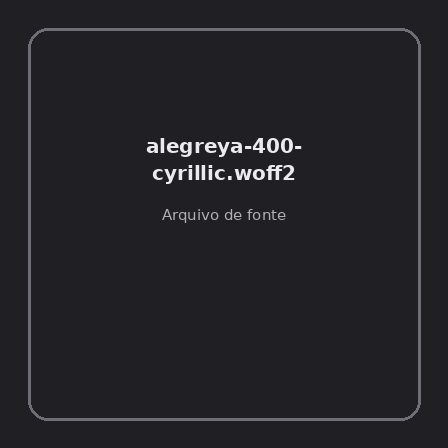 alegreya-400-
cyrillic.woff2
Arquivo de fonte